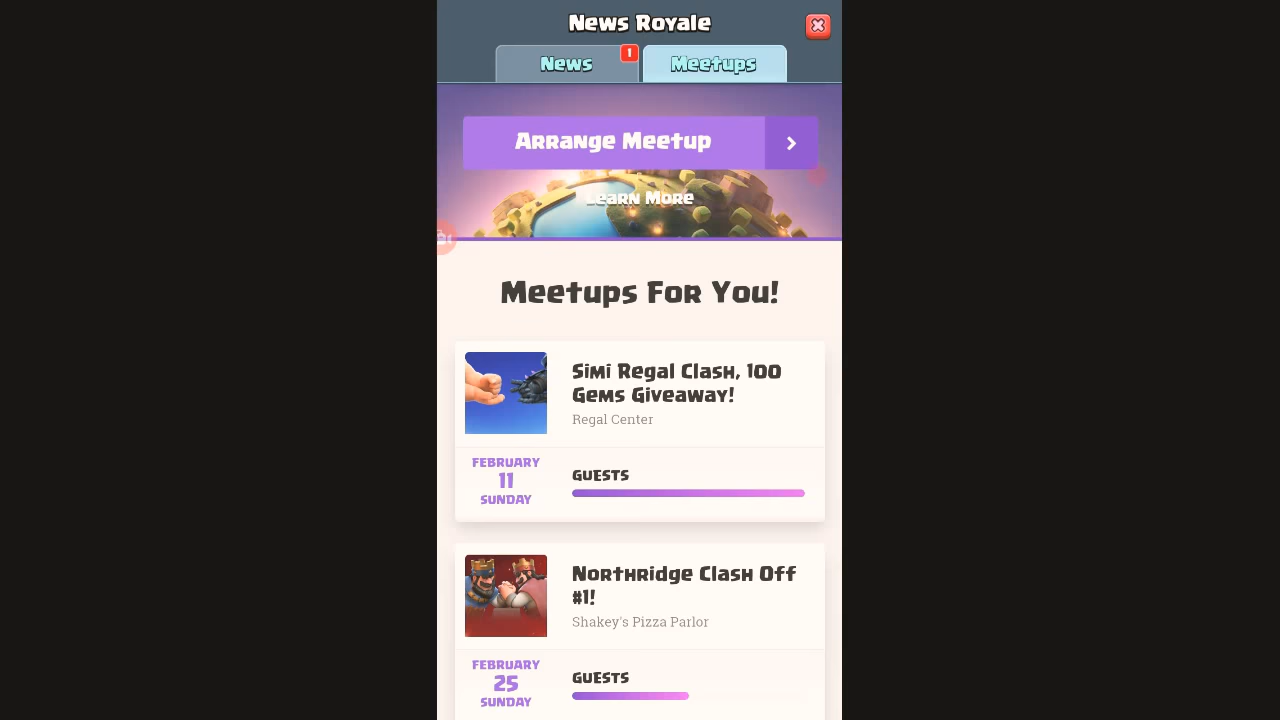 News Royale
News
1
Meetups
Arrange Meetup
Learn More
Meetups For You!
Simi Regal Clash, 100
Gems Giveaway!
Regal Center
FEBRUARY
11
SUNDAY
GUESTS
Northridge Clash Off
#1!
Shakey's Pizza Parlor
FEBRUARY
25
SUNDAY
GUESTS